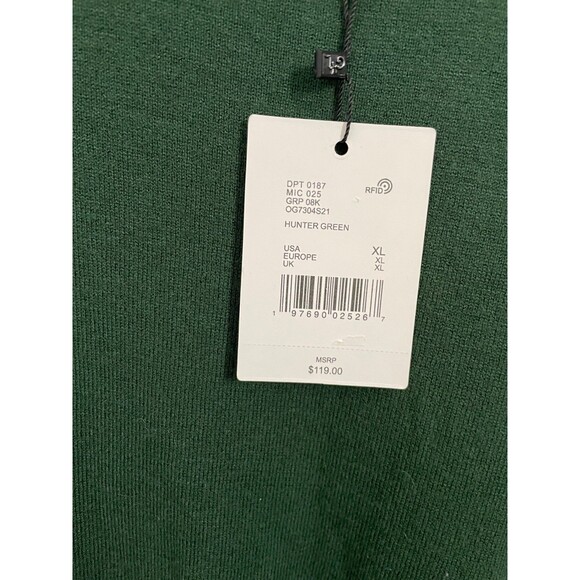 DPT 0187
MIC 025
GRP 08K
OG7304S21
RFID
HUNTER GREEN
USA XL
EUROPE XL
UK XL
1 97690 02526 7
MSRP
$119.00